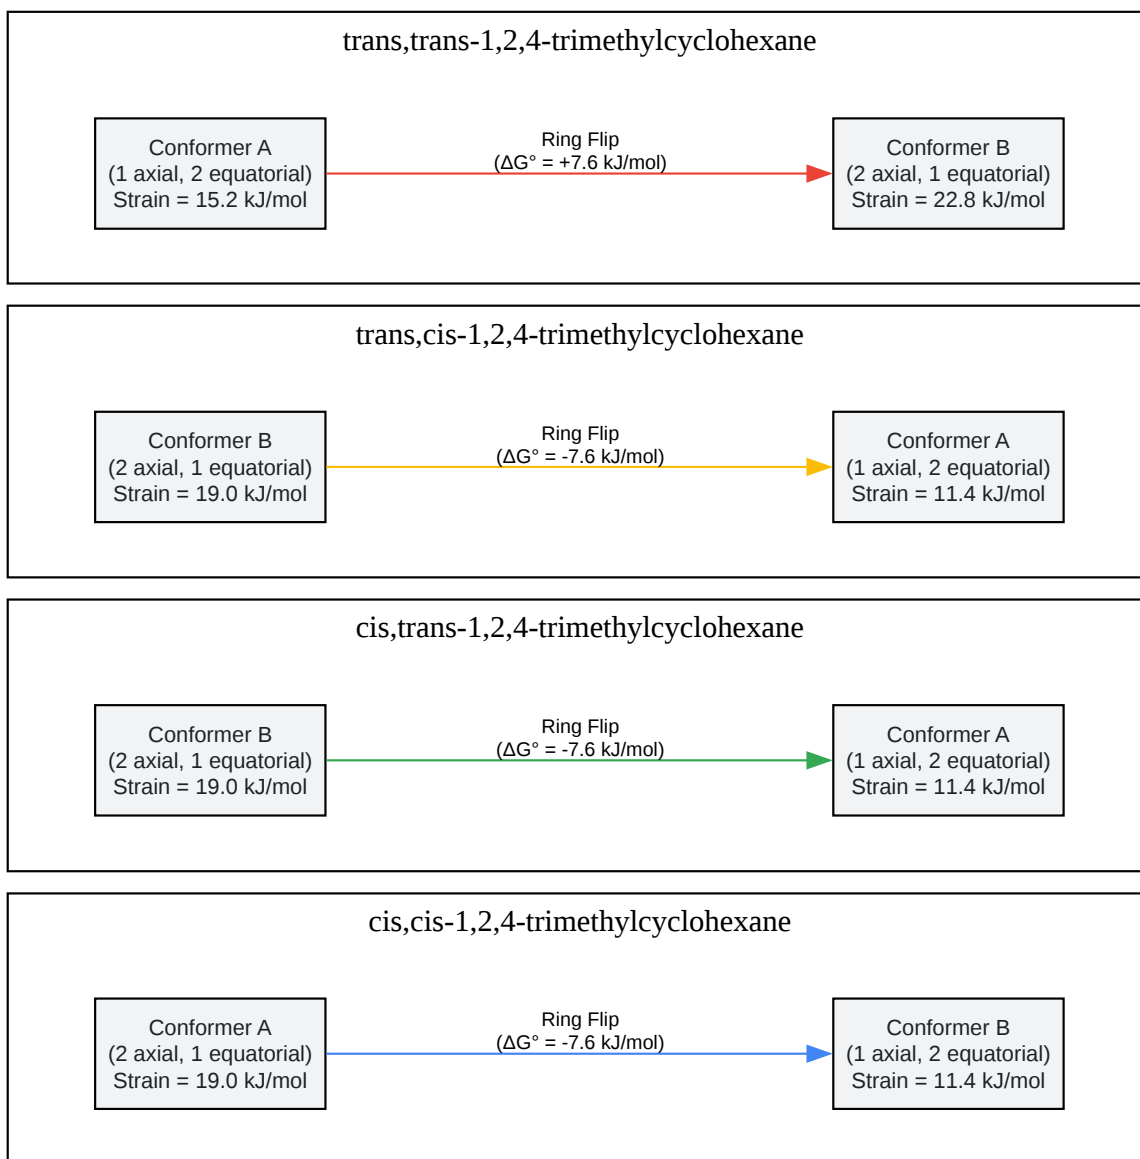 trans,trans-1,2,4-trimethylcyclohexane
Conformer A
(1 axial, 2 equatorial)
Strain = 15.2 kJ/mol
Ring Flip
(ΔG° = +7.6 kJ/mol)
Conformer B
(2 axial, 1 equatorial)
Strain = 22.8 kJ/mol
trans,cis-1,2,4-trimethylcyclohexane
Conformer B
(2 axial, 1 equatorial)
Strain = 19.0 kJ/mol
Ring Flip
(ΔG° = -7.6 kJ/mol)
Conformer A
(1 axial, 2 equatorial)
Strain = 11.4 kJ/mol
cis,trans-1,2,4-trimethylcyclohexane
Conformer B
(2 axial, 1 equatorial)
Strain = 19.0 kJ/mol
Ring Flip
(ΔG° = -7.6 kJ/mol)
Conformer A
(1 axial, 2 equatorial)
Strain = 11.4 kJ/mol
cis,cis-1,2,4-trimethylcyclohexane
Conformer A
(2 axial, 1 equatorial)
Strain = 19.0 kJ/mol
Ring Flip
(ΔG° = -7.6 kJ/mol)
Conformer B
(1 axial, 2 equatorial)
Strain = 11.4 kJ/mol